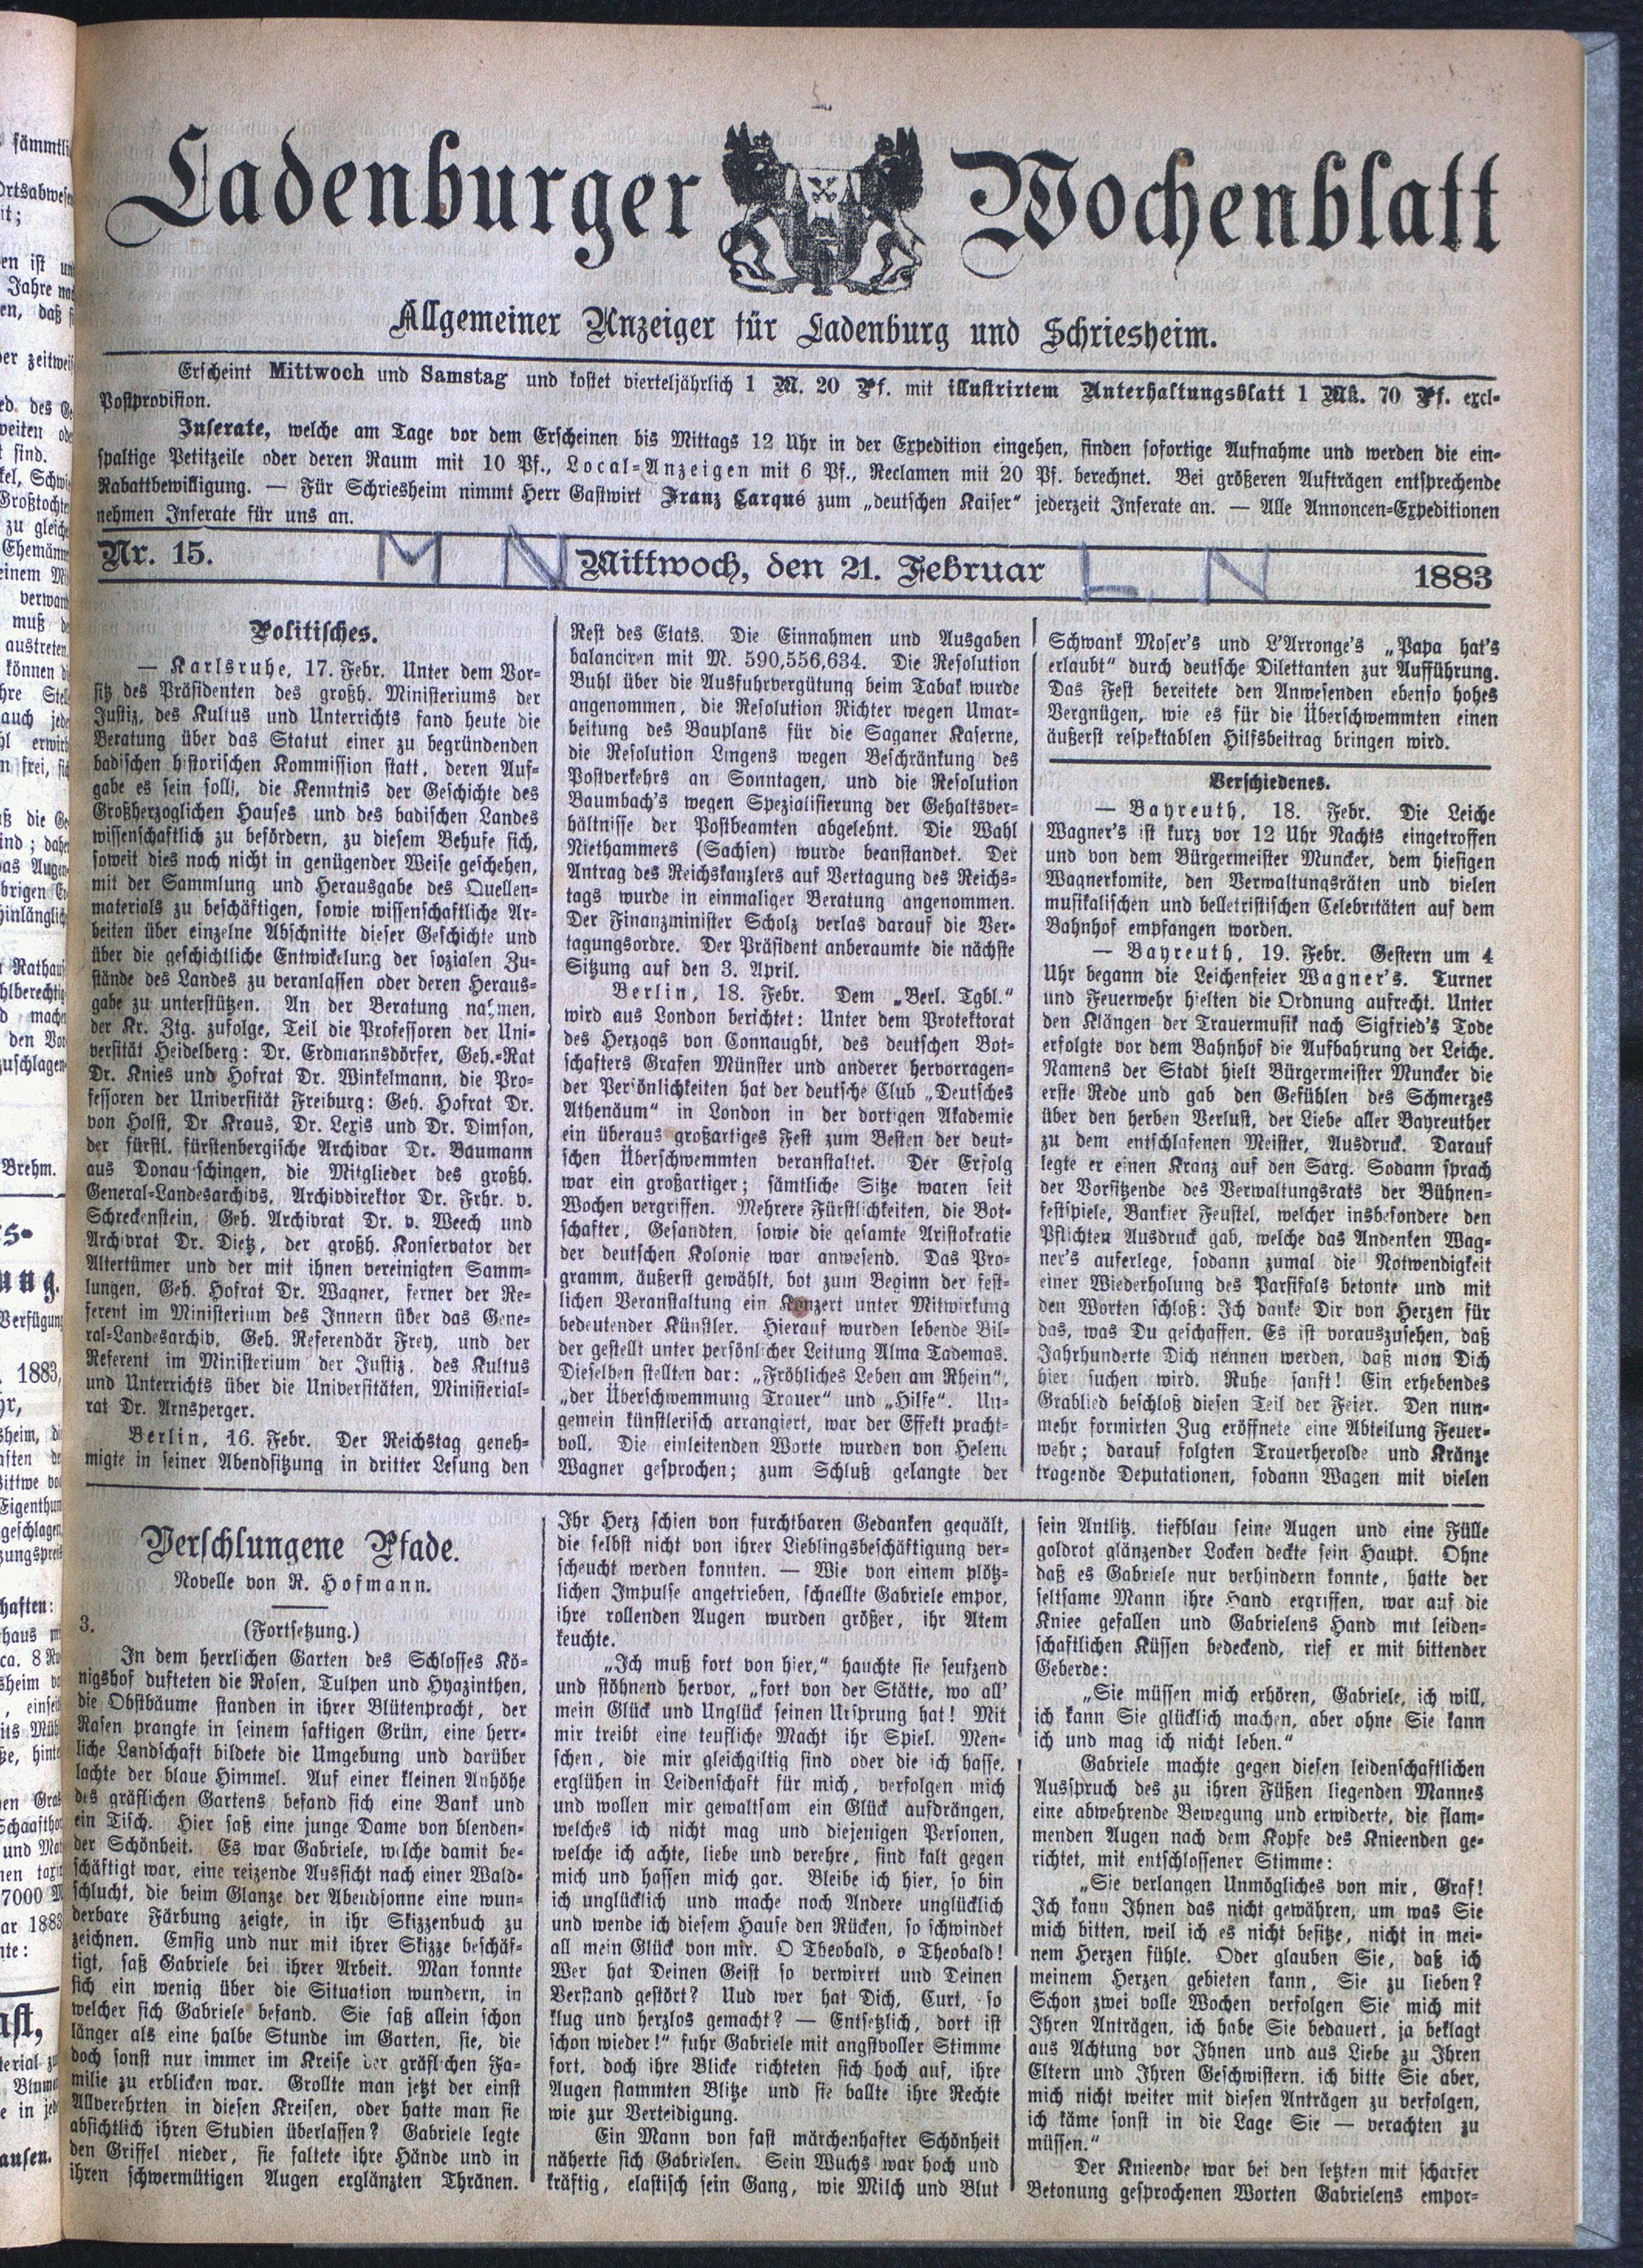 Ladenburger Wochenblatt
Allgemeiner Anzeiger für Ladenburg und Schriesheim.
Erscheint Mittwoch und Samstag und kostet vierteljährlich 1 M. 20 Pf. mit illustrirtem Unterhaltungsblatt 1 Mk. 70 Pf. excl-
Postprovision.
Inserate, welche am Tage vor dem Erscheinen bis Mittags 12 Uhr in der Expedition eingehen, finden sofortige Aufnahme und werden die ein-
spaltige Petitzeile oder deren Raum mit 10 Pf., Local-Anzeigen mit 6 Pf., Reclamen mit 20 Pf. berechnet. Bei größeren Aufträgen entsprechende
Rabattbewilligung. — Für Schriesheim nimmt Herr Gastwirt Franz Carqué zum „deutschen Kaiser“ jederzeit Inserate an. — Alle Annoncen-Expeditionen
nehmen Inserate für uns an.
Nr. 15. M N Mittwoch, den 21. Februar L. N 1883
Politisches.
— Karlsruhe, 17. Febr. Unter dem Vor-
sitz des Präsidenten des großh. Ministeriums der
Justiz, des Kultus und Unterrichts fand heute die
Beratung über das Statut einer zu begründenden
badischen historischen Kommission statt, deren Auf-
gabe es sein soll, die Kenntnis der Geschichte des
Großherzoglichen Hauses und des badischen Landes
wissenschaftlich zu befördern, zu diesem Behufe sich,
soweit dies noch nicht in genügender Weise geschehen,
mit der Sammlung und Herausgabe des Quellen-
materials zu beschäftigen, sowie wissenschaftliche Ar-
beiten über einzelne Abschnitte dieser Geschichte und
über die geschichtliche Entwickelung der sozialen Zu-
stände des Landes zu veranlassen oder deren Heraus-
gabe zu unterstützen. An der Beratung nahmen,
der Kr. Ztg. zufolge, Teil die Professoren der Uni-
versität Heidelberg: Dr. Erdmannsdörfer, Geh.-Rat
Dr. Knies und Hofrat Dr. Winkelmann, die Pro-
fessoren der Universität Freiburg: Geh. Hofrat Dr.
von Holst, Dr Kraus, Dr. Lexis und Dr. Dimson,
der fürstl. fürstenbergische Archivar Dr. Baumann
aus Donau schingen, die Mitglieder des großh.
General-Landesarchivs, Archivdirektor Dr. Frhr. v.
Schreckenstein, Geh. Archivrat Dr. v. Weech und
Archivrat Dr. Dietz, der großh. Konservator der
Altertümer und der mit ihnen vereinigten Samm-
lungen, Geh. Hofrat Dr. Wagner, ferner der Re-
ferent im Ministerium des Innern über das Gene-
ral-Landesarchiv, Geh. Referendär Frey, und der
Referent im Ministerium der Justiz, des Kultus
und Unterrichts über die Universitäten, Ministerial-
rat Dr. Arnsperger.
Berlin, 16. Febr. Der Reichstag geneh-
migte in seiner Abendsitzung in dritter Lesung den
Rest des Etats. Die Einnahmen und Ausgaben
balanciren mit M. 590,556,634. Die Resolution
Buhl über die Ausfuhrvergütung beim Tabak wurde
angenommen, die Resolution Richter wegen Umar-
beitung des Bauplans für die Saganer Kaserne,
die Resolution Lingens wegen Beschränkung des
Postverkehrs an Sonntagen, und die Resolution
Baumbach's wegen Spezialisierung der Gehaltsver-
hältnisse der Postbeamten abgelehnt. Die Wahl
Niethammers (Sachsen) wurde beanstandet. Der
Antrag des Reichskanzlers auf Vertagung des Reichs-
tags wurde in einmaliger Beratung angenommen.
Der Finanzminister Scholz verlas darauf die Ver-
tagungsordre. Der Präsident anberaumte die nächste
Sitzung auf den 3. April.
Berlin, 18. Febr. Dem „Berl. Tgbl.“
wird aus London berichtet: Unter dem Protektorat
des Herzogs von Connaught, des deutschen Bot-
schafters Grafen Münster und anderer hervorragen-
der Persönlichkeiten hat der deutsche Club „Deutsches
Athenäum“ in London in der dortigen Akademie
ein überaus großartiges Fest zum Besten der deut-
schen Überschwemmten veranstaltet. Der Erfolg
war ein großartiger; sämtliche Sitze waren seit
Wochen vergriffen. Mehrere Fürstlichkeiten, die Bot-
schafter, Gesandten, sowie die gesamte Aristokratie
der deutschen Kolonie war anwesend. Das Pro-
gramm, äußerst gewählt, bot zum Beginn der fest-
lichen Veranstaltung ein Konzert unter Mitwirkung
bedeutender Künstler. Hierauf wurden lebende Bil-
der gestellt unter persönlicher Leitung Alma Tademas.
Dieselben stellten dar: „Fröhliches Leben am Rhein“,
„der Überschwemmung Trauer“ und „Hilfe“. Un-
gemein künstlerisch arrangiert, war der Effekt pracht-
voll. Die einleitenden Worte wurden von Helene
Wagner gesprochen; zum Schluß gelangte der
Schwank Moser's und L'Arronge's „Papa hat's
erlaubt“ durch deutsche Dilettanten zur Aufführung.
Das Fest bereitete den Anwesenden ebenso hohes
Vergnügen, wie es für die Überschwemmten einen
äußerst respektablen Hilfsbeitrag bringen wird.
Verschiedenes.
— Bayreuth, 18. Febr. Die Leiche
Wagner's ist kurz vor 12 Uhr Nachts eingetroffen
und von dem Bürgermeister Muncker, dem hiesigen
Wagnerkomite, den Verwaltungsräten und vielen
musikalischen und belletristischen Celebritäten auf dem
Bahnhof empfangen worden.
— Bayreuth, 19. Febr. Gestern um 4
Uhr begann die Leichenfeier Wagner's. Turner
und Feuerwehr hielten die Ordnung aufrecht. Unter
den Klängen der Trauermusik nach Sigfried's Tode
erfolgte vor dem Bahnhof die Aufbahrung der Leiche.
Namens der Stadt hielt Bürgermeister Muncker die
erste Rede und gab den Gefühlen des Schmerzes
über den herben Verlust, der Liebe aller Bayreuther
zu dem entschlafenen Meister, Ausdruck. Darauf
legte er einen Kranz auf den Sarg. Sodann sprach
der Vorsitzende des Verwaltungsrats der Bühnen-
festspiele, Bankier Feustel, welcher insbesondere den
Pflichten Ausdruck gab, welche das Andenken Wag-
ner's auferlege, sodann zumal die Notwendigkeit
einer Wiederholung des Parsifals betonte und mit
den Worten schloß: Ich danke Dir von Herzen für
das, was Du geschaffen. Es ist vorauszusehen, daß
Jahrhunderte Dich nennen werden, daß man Dich
hier suchen wird. Ruhe sanft! Ein erhebendes
Grablied beschloß diesen Teil der Feier. Den nun-
mehr formirten Zug eröffnete eine Abteilung Feuer-
wehr; darauf folgten Trauerherolde und Kränze
tragende Deputationen, sodann Wagen mit vielen
Verschlungene Pfade.
Novelle von R. Hofmann.
3.
(Fortsetzung.)
In dem herrlichen Garten des Schlosses Kö-
nigshof dufteten die Rosen, Tulpen und Hyazinthen,
die Obstbäume standen in ihrer Blütenpracht, der
Rasen prangte in seinem saftigen Grün, eine herr-
liche Landschaft bildete die Umgebung und darüber
lachte der blaue Himmel. Auf einer kleinen Anhöhe
des gräflichen Gartens befand sich eine Bank und
ein Tisch. Hier saß eine junge Dame von blenden-
der Schönheit. Es war Gabriele, welche damit be-
schäftigt war, eine reizende Aussicht nach einer Wald-
schlucht, die beim Glanze der Abendsonne eine wun-
derbare Färbung zeigte, in ihr Skizzenbuch zu
zeichnen. Emsig und nur mit ihrer Skizze beschäf-
tigt, saß Gabriele bei ihrer Arbeit. Man konnte
sich ein wenig über die Situation wundern, in
welcher sich Gabriele befand. Sie saß allein schon
länger als eine halbe Stunde im Garten, sie, die
doch sonst nur immer im Kreise der gräflichen Fa-
milie zu erblicken war. Grollte man jetzt der einst
Allverehrten in diesen Kreisen, oder hatte man sie
absichtlich ihren Studien überlassen? Gabriele legte
den Griffel nieder, sie faltete ihre Hände und in
ihren schwermütigen Augen erglänzten Thränen.
Ihr Herz schien von furchtbaren Gedanken gequält,
die selbst nicht von ihrer Lieblingsbeschäftigung ver-
scheucht werden konnten. — Wie von einem plötz-
lichen Impulse angetrieben, schnellte Gabriele empor,
ihre rollenden Augen wurden größer, ihr Atem
keuchte.
„Ich muß fort von hier,“ hauchte sie seufzend
und stöhnend hervor, „fort von der Stätte, wo all'
mein Glück und Unglück seinen Ursprung hat! Mit
mir treibt eine teuflische Macht ihr Spiel. Men-
schen, die mir gleichgiltig sind oder die ich hasse,
erglühen in Leidenschaft für mich, verfolgen mich
und wollen mir gewaltsam ein Glück aufdrängen,
welches ich nicht mag und diejenigen Personen,
welche ich achte, liebe und verehre, sind kalt gegen
mich und hassen mich gar. Bleibe ich hier, so bin
ich unglücklich und mache noch Andere unglücklich
und wende ich diesem Hause den Rücken, so schwindet
all mein Glück von mir. O Theobald, o Theobald!
Wer hat Deinen Geist so verwirrt und Deinen
Verstand gestört? Und wer hat Dich, Curt, so
klug und herzlos gemacht? — Entsetzlich, dort ist
schon wieder!“ fuhr Gabriele mit angstvoller Stimme
fort, doch ihre Blicke richteten sich hoch auf, ihre
Augen flammten Blitze und sie ballte ihre Rechte
wie zur Verteidigung.
Ein Mann von fast märchenhafter Schönheit
näherte sich Gabrielen. Sein Wuchs war hoch und
kräftig, elastisch sein Gang, wie Milch und Blut
sein Antlitz, tiefblau seine Augen und eine Fülle
goldrot glänzender Locken deckte sein Haupt. Ohne
daß es Gabriele nur verhindern konnte, hatte der
seltsame Mann ihre Hand ergriffen, war auf die
Kniee gefallen und Gabrielens Hand mit leiden-
schaftlichen Küssen bedeckend, rief er mit bittender
Geberde:
„Sie müssen mich erhören, Gabriele, ich will,
ich kann Sie glücklich machen, aber ohne Sie kann
ich und mag ich nicht leben.“
Gabriele machte gegen diesen leidenschaftlichen
Ausspruch des zu ihren Füßen liegenden Mannes
eine abwehrende Bewegung und erwiderte, die flam-
menden Augen nach dem Kopfe des Knieenden ge-
richtet, mit entschlossener Stimme:
„Sie verlangen Unmögliches von mir, Graf!
Ich kann Ihnen das nicht gewähren, um was Sie
mich bitten, weil ich es nicht besitze, nicht in mei-
nem Herzen fühle. Oder glauben Sie, daß ich
meinem Herzen gebieten kann, Sie zu lieben?
Schon zwei volle Wochen verfolgen Sie mich mit
Ihren Anträgen, ich habe Sie bedauert, ja beklagt
aus Achtung vor Ihnen und aus Liebe zu Ihren
Eltern und Ihren Geschwistern, ich bitte Sie aber,
mich nicht weiter mit diesen Anträgen zu verfolgen,
ich käme sonst in die Lage Sie — verachten zu
müssen.“
Der Knieende war bei den letzten mit scharfer
Betonung gesprochenen Worten Gabrielens empor-